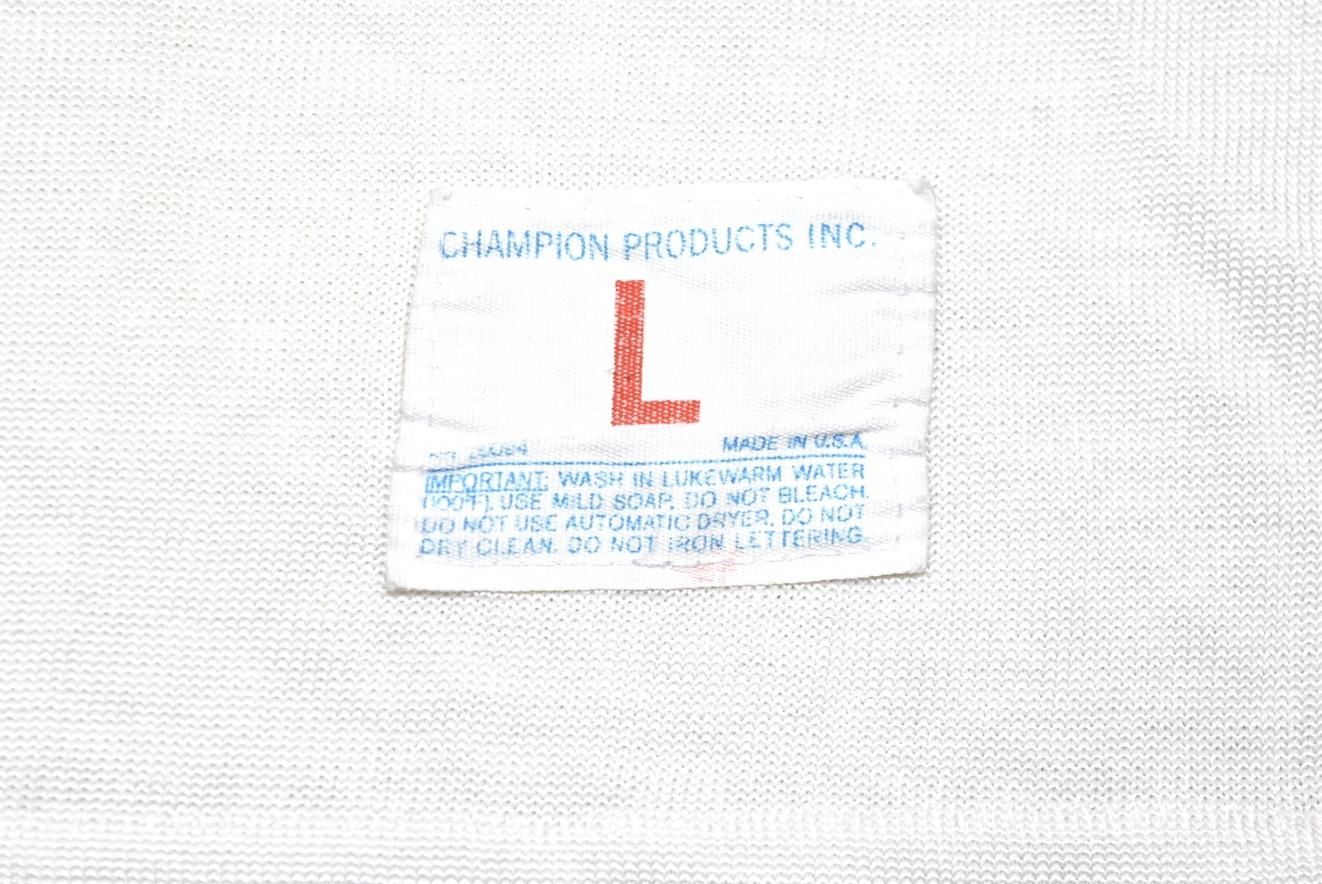 CHAMPION PRODUCTS INC.
L
MADE IN U.S.A.
IMPORTANT: WASH IN LUKEWARM WATER
(100°F). USE MILD SOAP. DO NOT BLEACH.
DO NOT USE AUTOMATIC DRYER. DO NOT
DRY CLEAN. DO NOT IRON LETTERING.